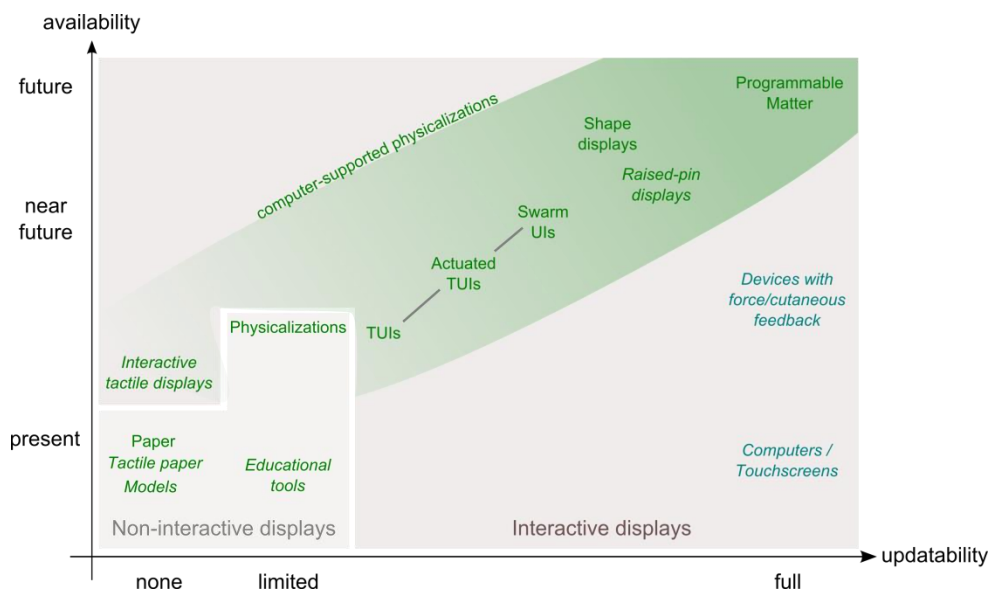 availability
future
Programmable
Matter
computer-supported physicalizations
Shape
displays
Raised-pin
displays
near
future
Swarm
UIs
Actuated
TUIs
Devices with
force/cutaneous
feedback
Physicalizations
TUIs
Interactive
tactile displays
present
Paper
Tactile paper
Models
Educational
tools
Computers /
Touchscreens
Non-interactive displays
Interactive displays
updatability
none
limited
full